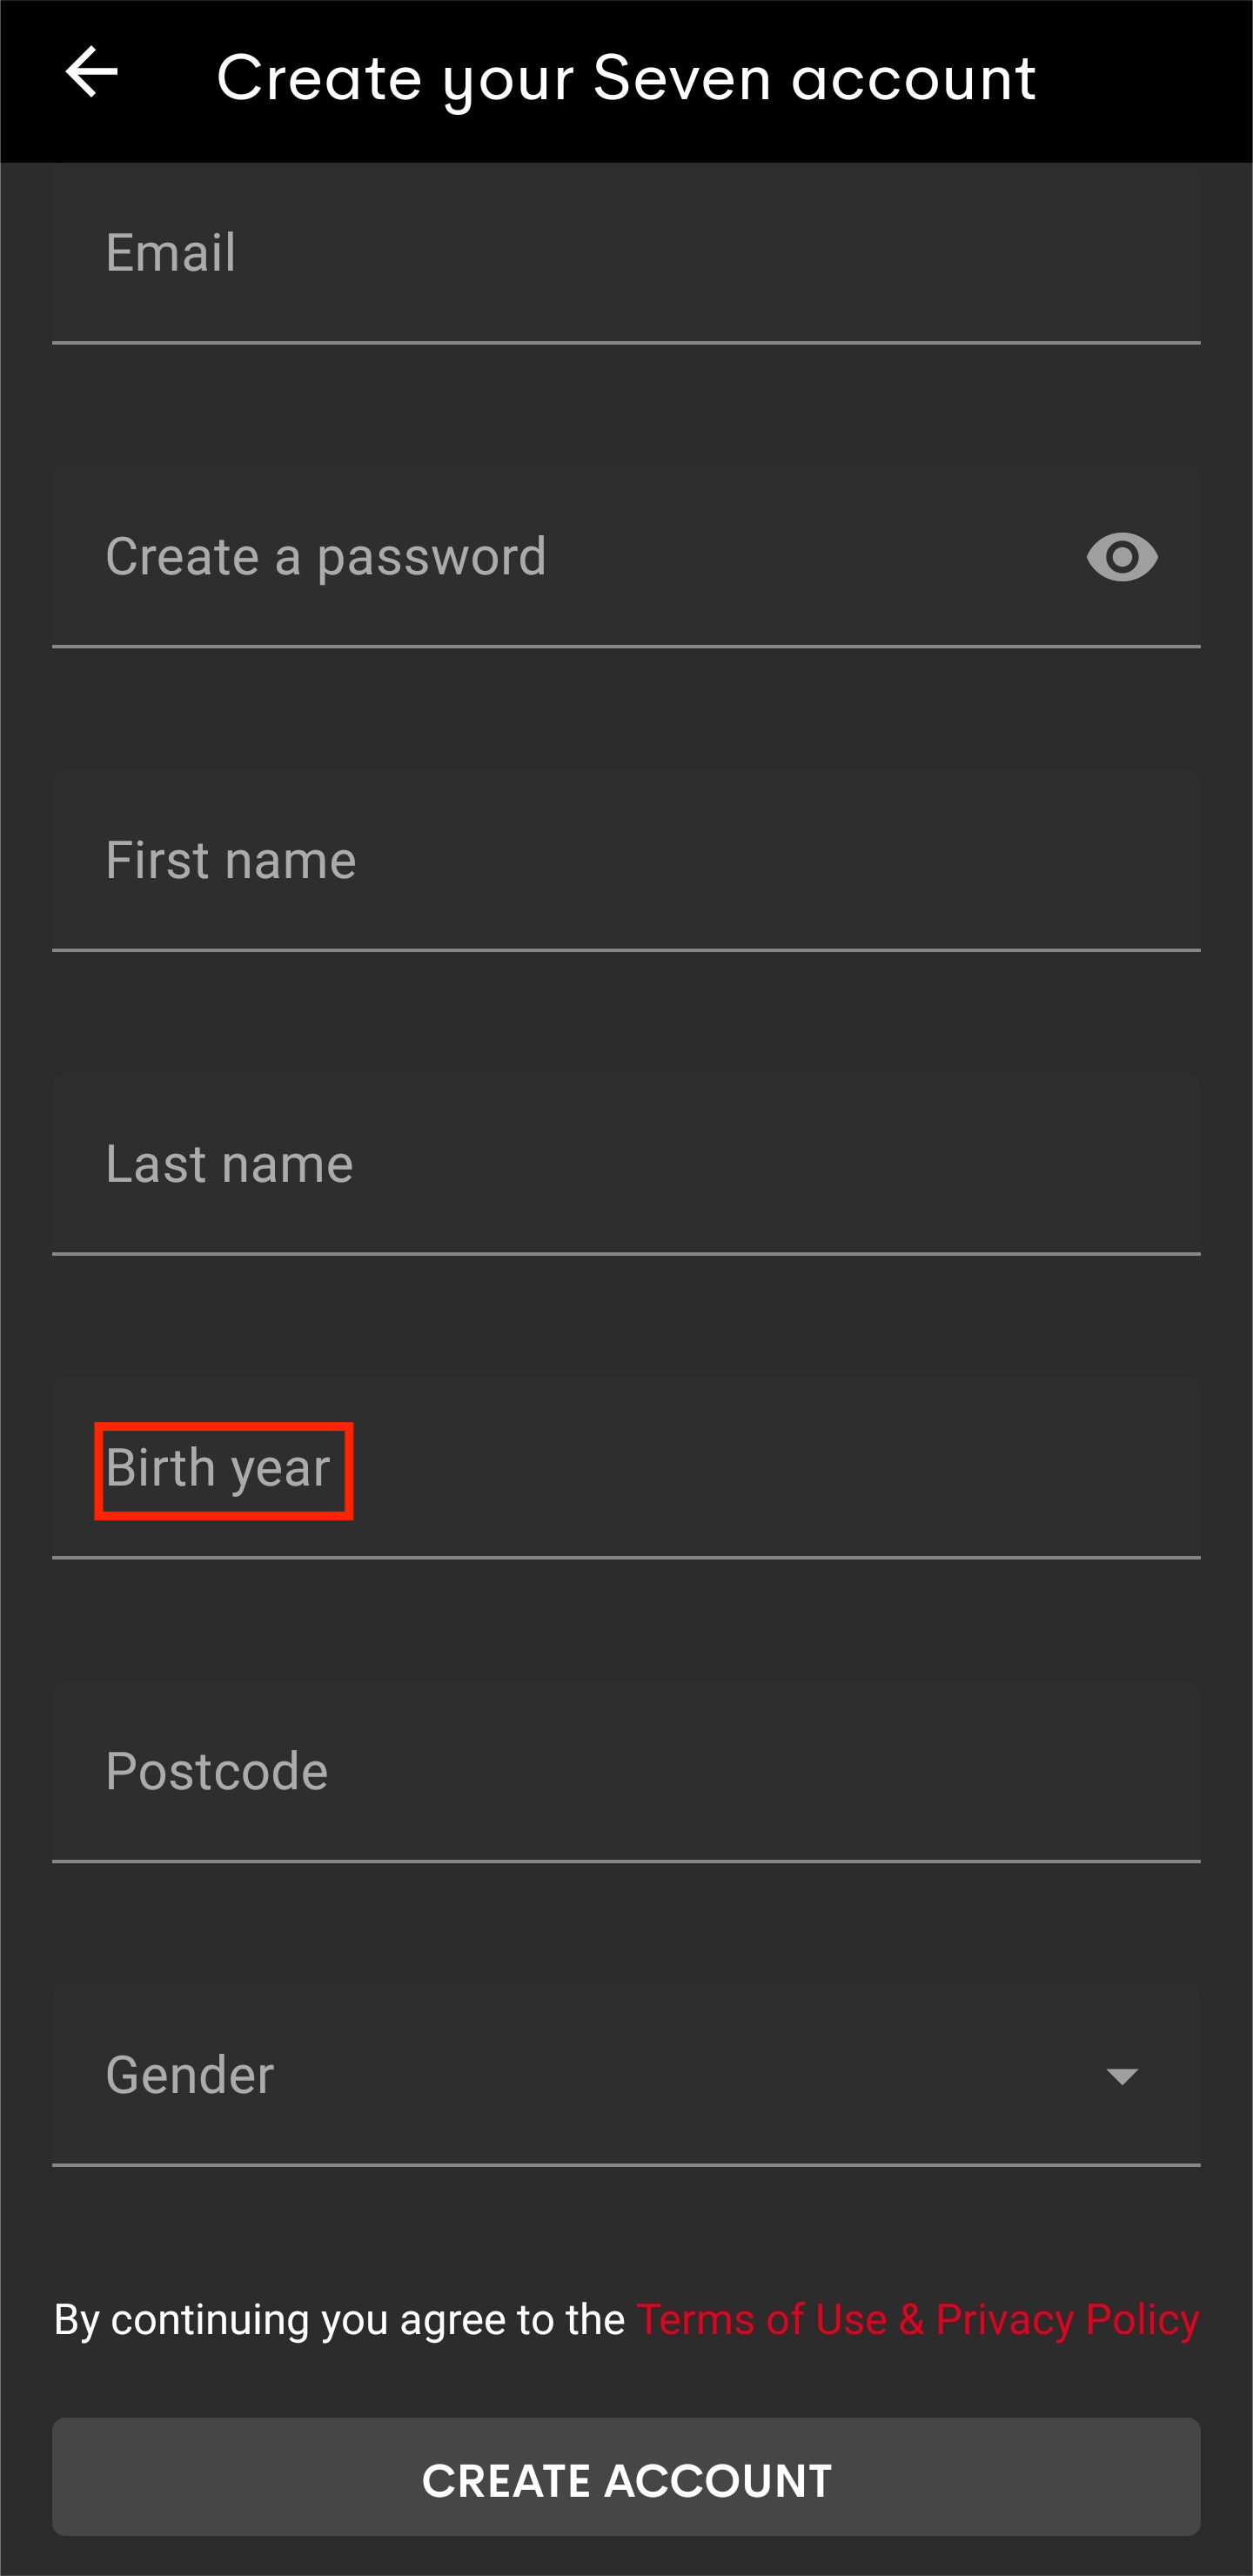 Create your Seven account
Email
Create a password
First name
Last name
Birth year
Postcode
Gender
By continuing you agree to the Terms of Use & Privacy Policy
CREATE ACCOUNT